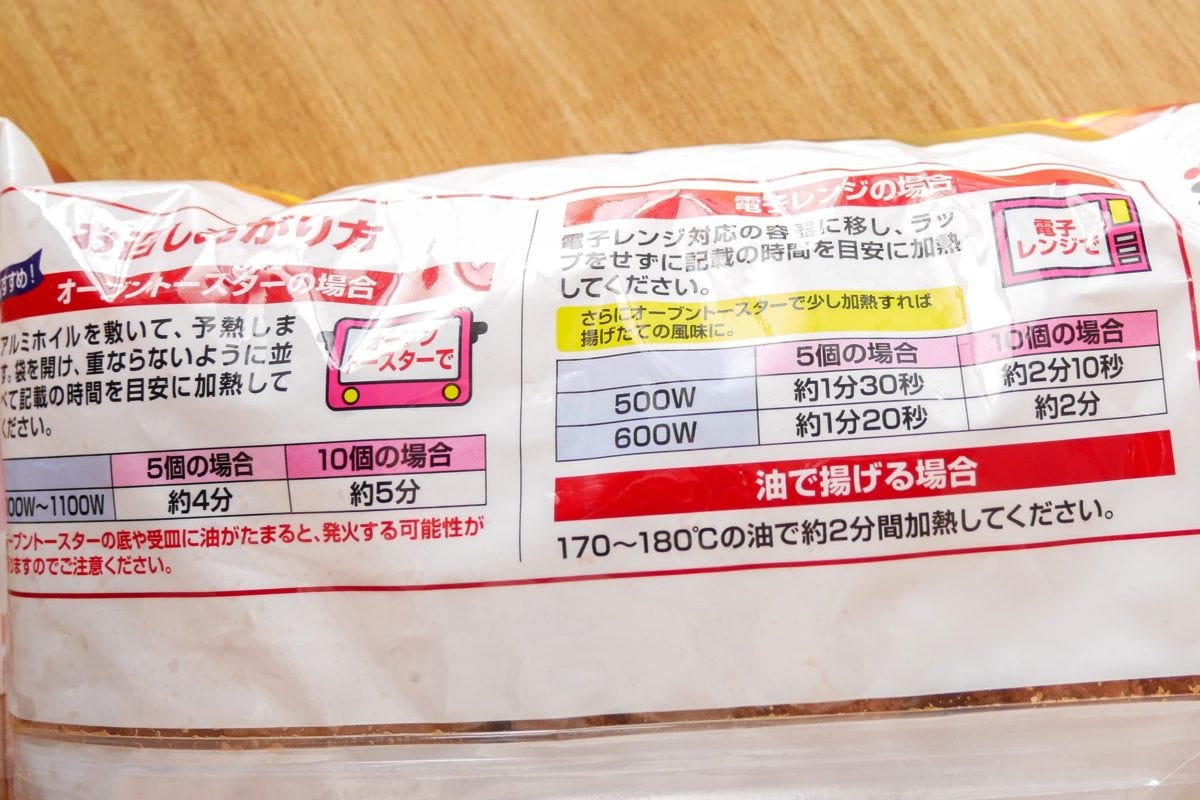 お召しあがり方
すすめ!
オーブントースターの場合
アルミホイルを敷いて、予熱しま
す。袋を開け、重ならないように並
べて記載の時間を目安に加熱して
ください。
オーブン
トースターで
5個の場合 10個の場合
00W～1100W 約4分 約5分
ーブントースターの底や受皿に油がたまると、発火する可能性が
りますのでご注意ください。
電子レンジの場合
電子レンジ対応の容器に移し、ラッ
プをせずに記載の時間を目安に加熱
してください。
電子
レンジで
さらにオーブントースターで少し加熱すれば
揚げたての風味に。
5個の場合 10個の場合
500W 約1分30秒 約2分10秒
600W 約1分20秒 約2分
油で揚げる場合
170～180℃の油で約2分間加熱してください。